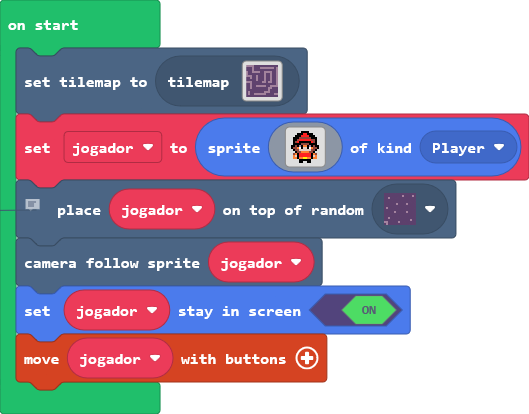 on start
set tilemap to tilemap
set jogador to sprite of kind Player
place jogador on top of random
camera follow sprite jogador
set jogador stay in screen ON
move jogador with buttons